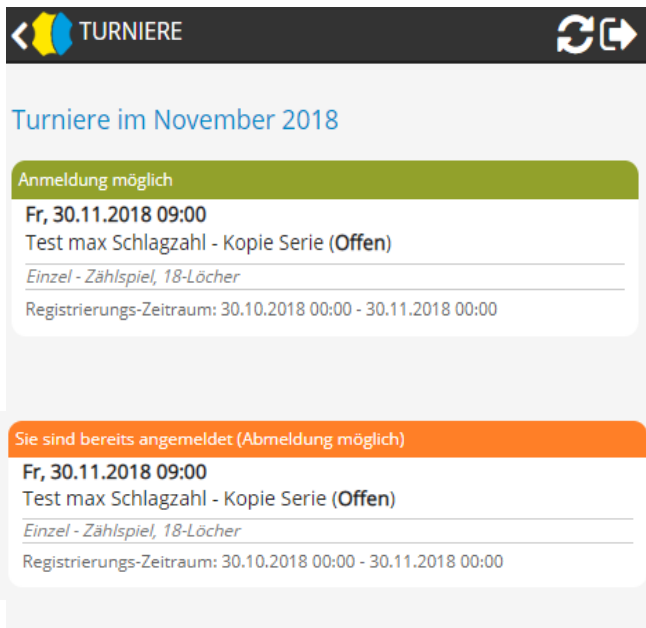 TURNIERE
Turniere im November 2018
Anmeldung möglich
Fr, 30.11.2018 09:00
Test max Schlagzahl - Kopie Serie (Offen)
Einzel - Zählspiel, 18-Löcher
Registrierungs-Zeitraum: 30.10.2018 00:00 - 30.11.2018 00:00
Sie sind bereits angemeldet (Abmeldung möglich)
Fr, 30.11.2018 09:00
Test max Schlagzahl - Kopie Serie (Offen)
Einzel - Zählspiel, 18-Löcher
Registrierungs-Zeitraum: 30.10.2018 00:00 - 30.11.2018 00:00